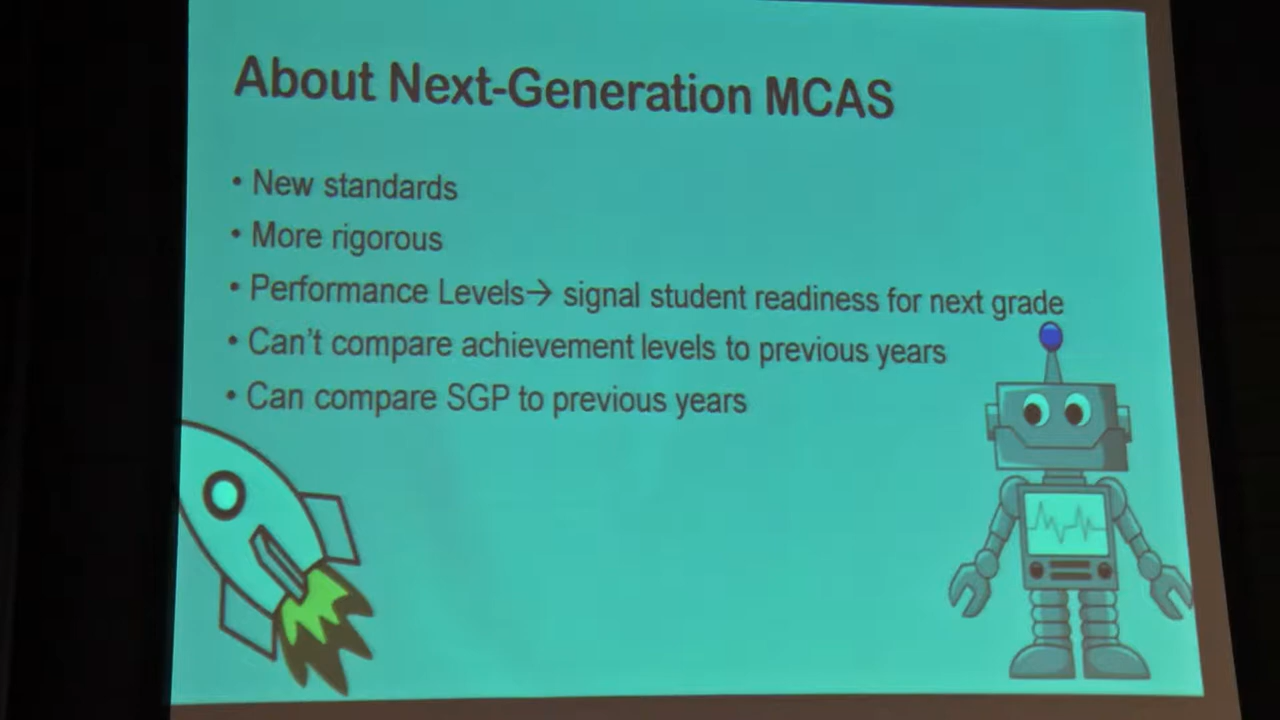 About Next-Generation MCAS
• New standards
• More rigorous
• Performance Levels→ signal student readiness for next grade
• Can't compare achievement levels to previous years
• Can compare SGP to previous years